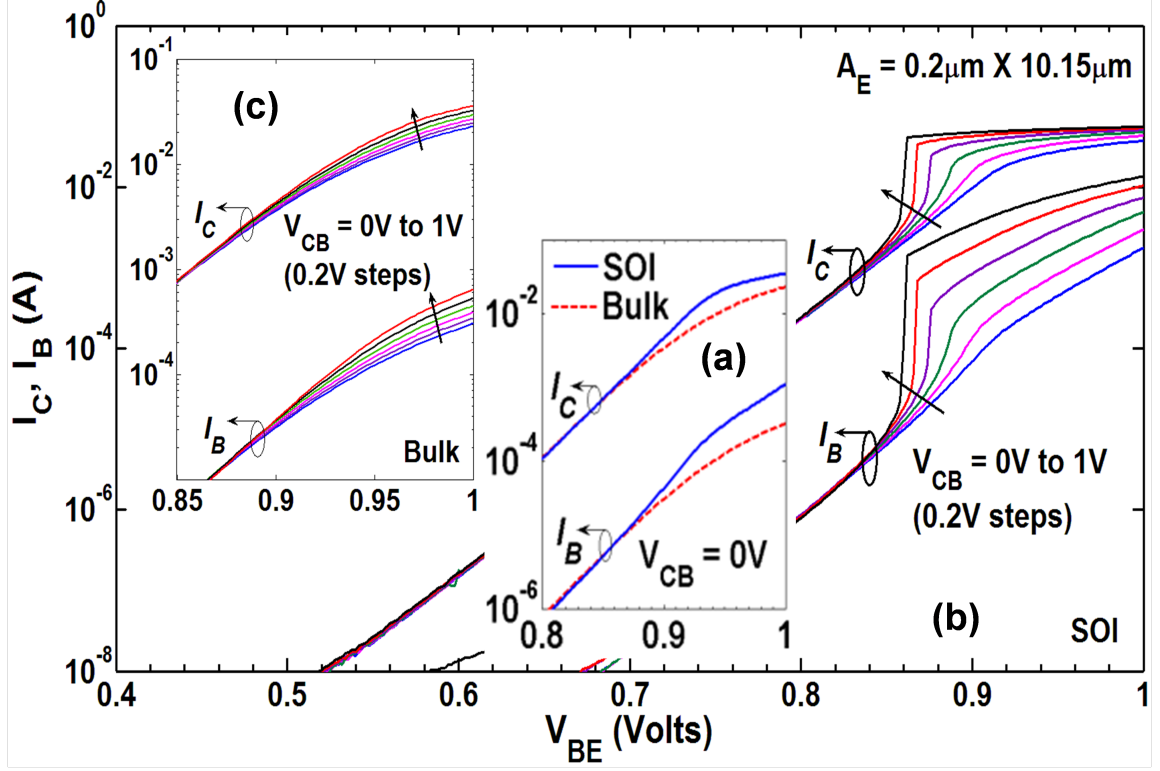 10^0
A_E = 0.2μm X 10.15μm
10^-1
(c)
10^-2
I_C
V_CB = 0V to 1V
(0.2V steps)
10^-3
10^-4
I_B
Bulk
0.85
0.9
0.95
1
SOI
Bulk
10^-2
(a)
I_C
10^-4
I_B
V_CB = 0V
10^-6
0.8
0.9
1
I_C
I_B
V_CB = 0V to 1V
(0.2V steps)
(b)
SOI
10^-2
10^-4
10^-6
10^-8
I_C, I_B (A)
0.4
0.5
0.6
0.7
0.8
0.9
1
V_BE (Volts)